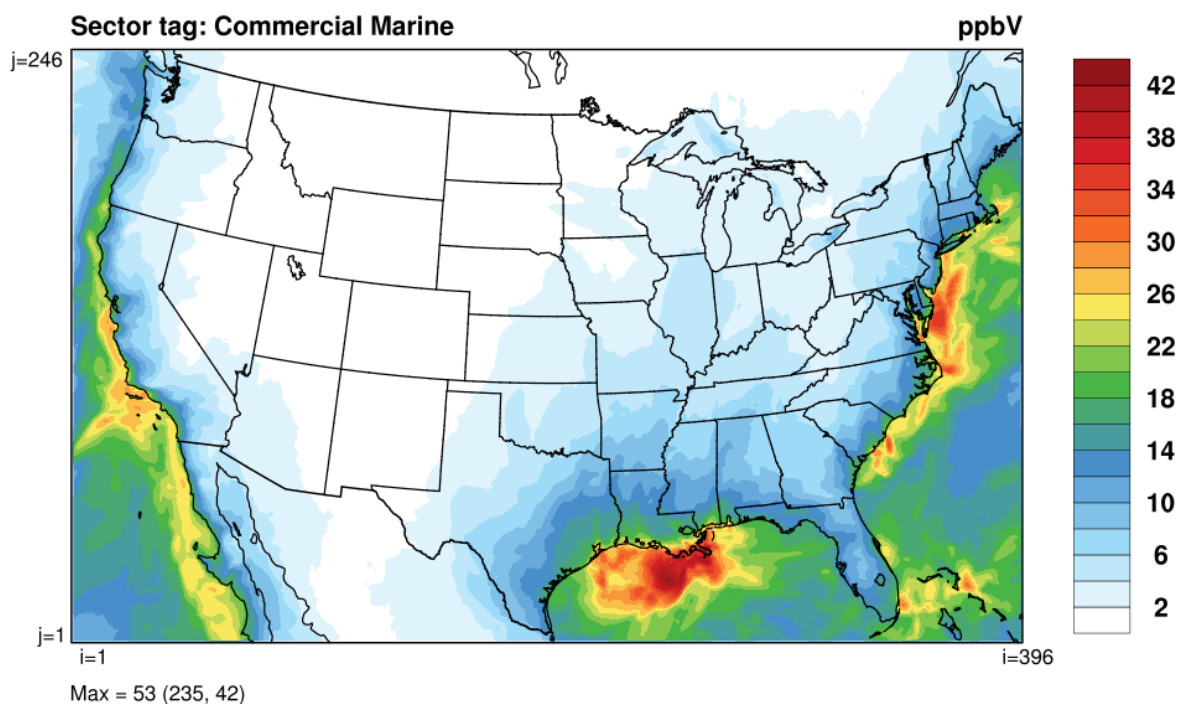 Sector tag: Commercial Marine
ppbV
j=246
42
38
34
30
26
22
18
14
10
6
2
j=1
i=1
i=396
Max = 53 (235, 42)